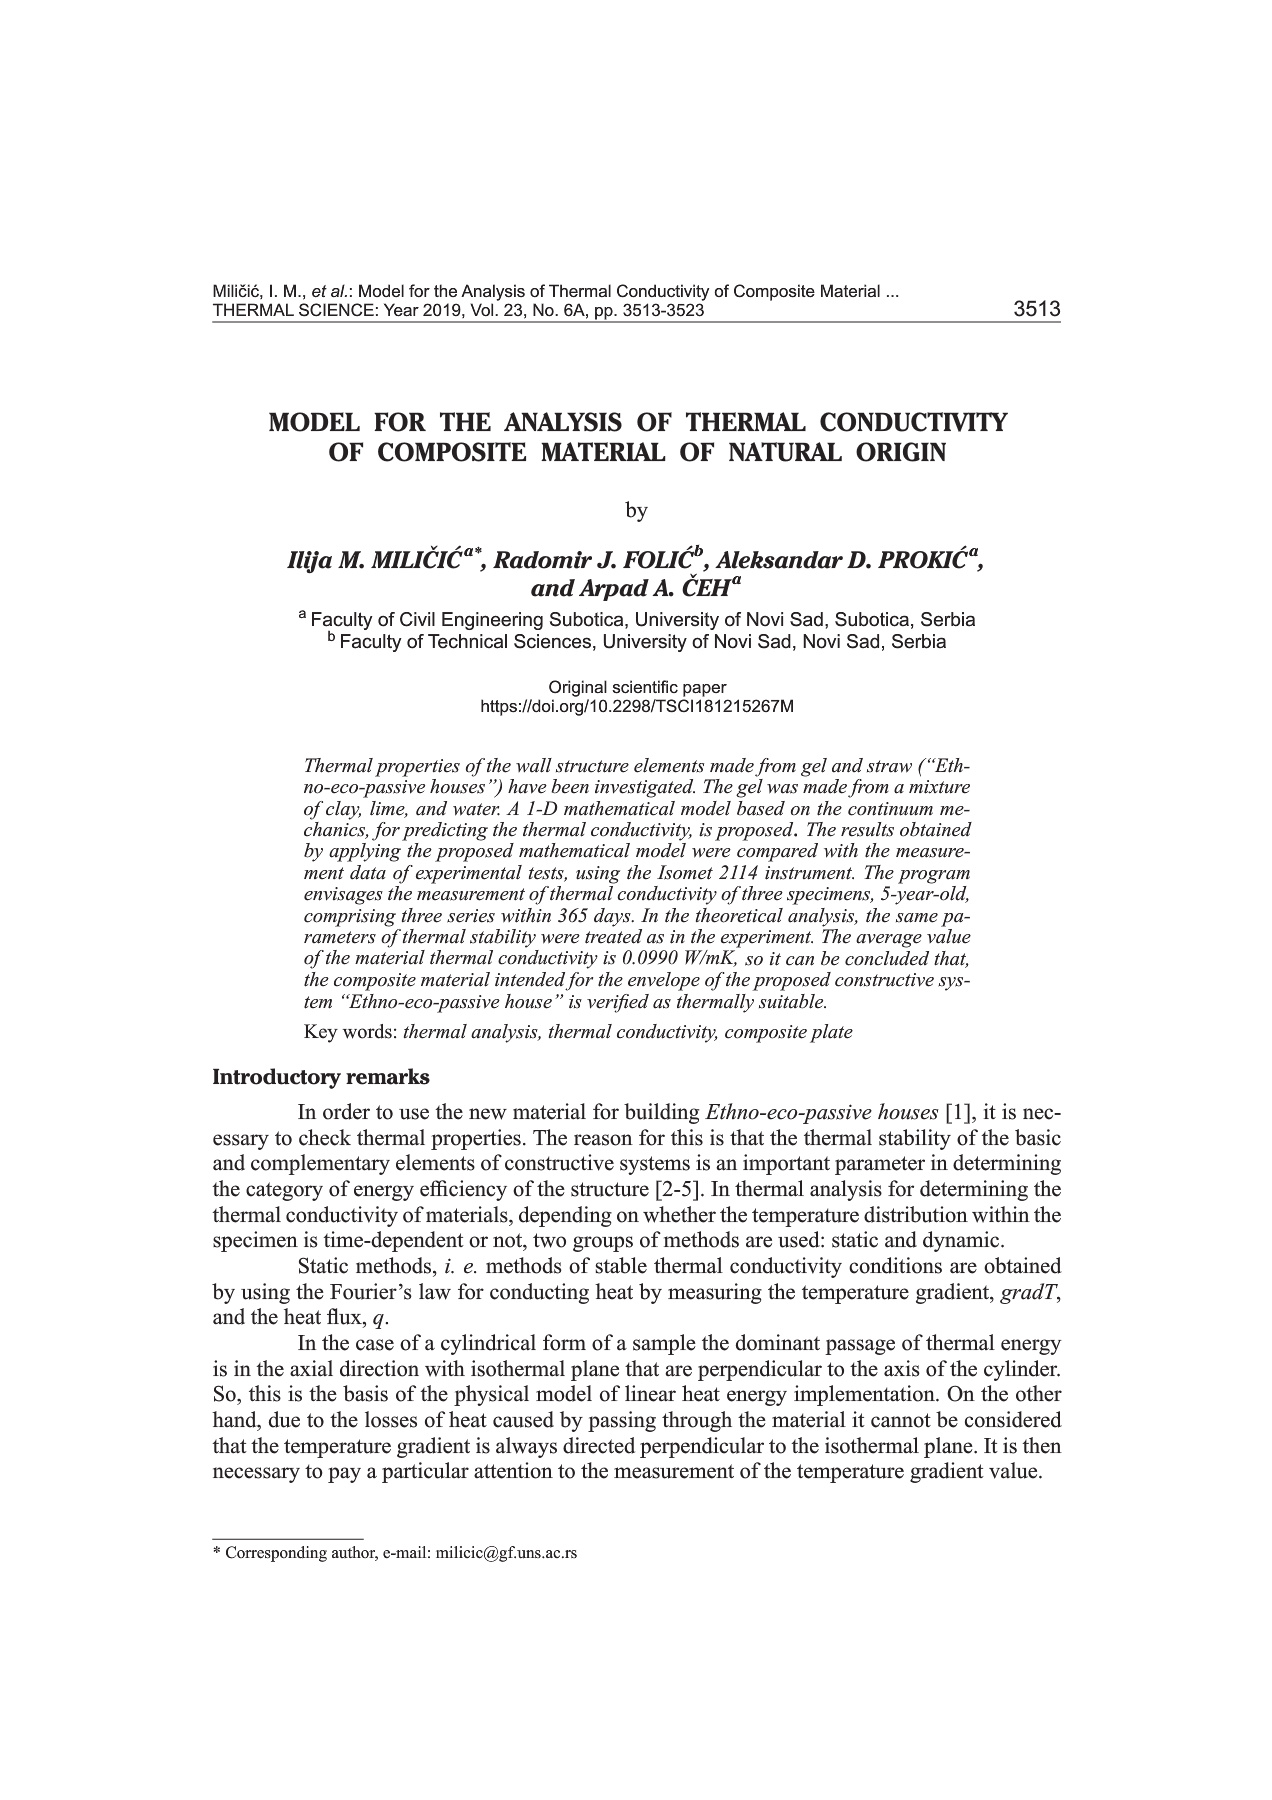 Miličić, I. M., et al.: Model for the Analysis of Thermal Conductivity of Composite Material ...
THERMAL SCIENCE: Year 2019, Vol. 23, No. 6A, pp. 3513-3523 3513
MODEL FOR THE ANALYSIS OF THERMAL CONDUCTIVITY
OF COMPOSITE MATERIAL OF NATURAL ORIGIN
by
Ilija M. MILIČIĆ a*, Radomir J. FOLIĆ b, Aleksandar D. PROKIĆ a,
and Arpad A. ČEH a
a Faculty of Civil Engineering Subotica, University of Novi Sad, Subotica, Serbia
b Faculty of Technical Sciences, University of Novi Sad, Novi Sad, Serbia
Original scientific paper
https://doi.org/10.2298/TSCI181215267M
Thermal properties of the wall structure elements made from gel and straw (“Eth-
no-eco-passive houses”) have been investigated. The gel was made from a mixture
of clay, lime, and water. A 1-D mathematical model based on the continuum me-
chanics, for predicting the thermal conductivity, is proposed. The results obtained
by applying the proposed mathematical model were compared with the measure-
ment data of experimental tests, using the Isomet 2114 instrument. The program
envisages the measurement of thermal conductivity of three specimens, 5-year-old,
comprising three series within 365 days. In the theoretical analysis, the same pa-
rameters of thermal stability were treated as in the experiment. The average value
of the material thermal conductivity is 0.0990 W/mK, so it can be concluded that,
the composite material intended for the envelope of the proposed constructive sys-
tem “Ethno-eco-passive house” is verified as thermally suitable.
Key words: thermal analysis, thermal conductivity, composite plate
Introductory remarks
In order to use the new material for building Ethno-eco-passive houses [1], it is nec-
essary to check thermal properties. The reason for this is that the thermal stability of the basic
and complementary elements of constructive systems is an important parameter in determining
the category of energy efficiency of the structure [2-5]. In thermal analysis for determining the
thermal conductivity of materials, depending on whether the temperature distribution within the
specimen is time-dependent or not, two groups of methods are used: static and dynamic.
Static methods, i. e. methods of stable thermal conductivity conditions are obtained
by using the Fourier’s law for conducting heat by measuring the temperature gradient, gradT,
and the heat flux, q.
In the case of a cylindrical form of a sample the dominant passage of thermal energy
is in the axial direction with isothermal plane that are perpendicular to the axis of the cylinder.
So, this is the basis of the physical model of linear heat energy implementation. On the other
hand, due to the losses of heat caused by passing through the material it cannot be considered
that the temperature gradient is always directed perpendicular to the isothermal plane. It is then
necessary to pay a particular attention to the measurement of the temperature gradient value.
* Corresponding author, e-mail: milicic@gf.uns.ac.rs